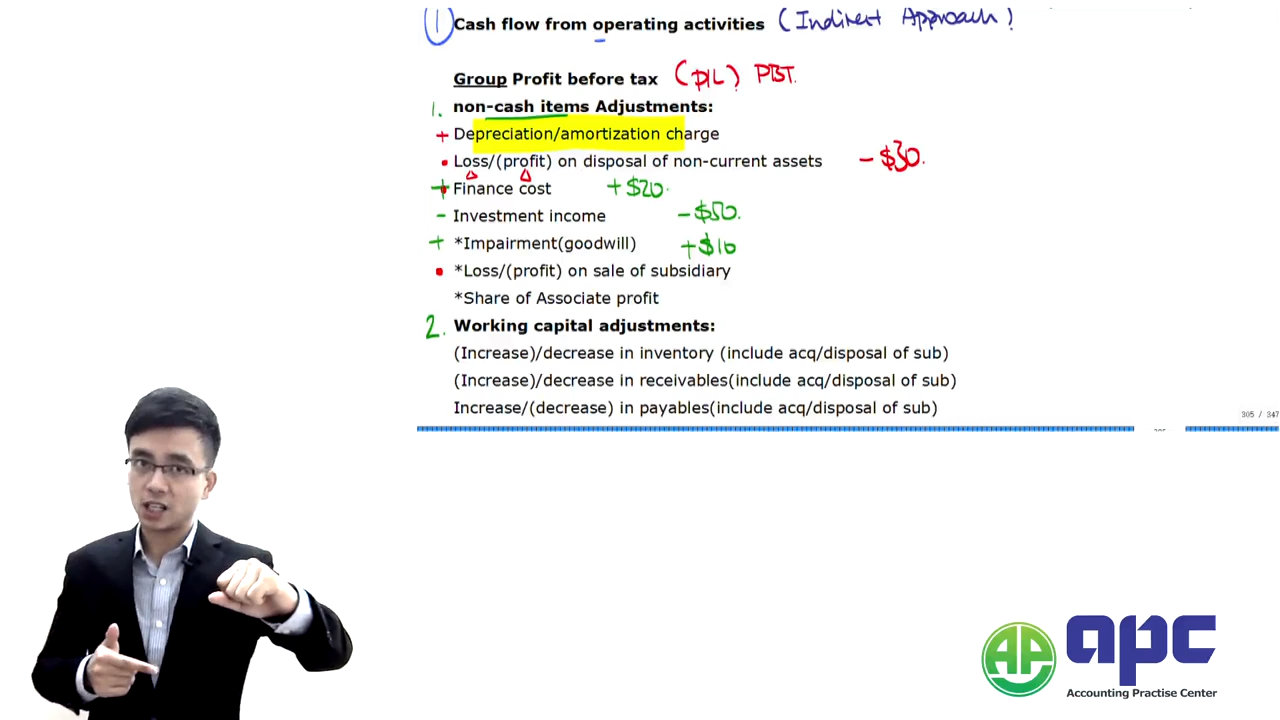 ① Cash flow from operating activities (Indirect Approach)
Group Profit before tax (P/L) PBT.
1. non-cash items Adjustments:
+ Depreciation/amortization charge
• Loss/(profit) on disposal of non-current assets - $30.
+ Finance cost + $20.
- Investment income - $50.
+ *Impairment(goodwill) + $10
• *Loss/(profit) on sale of subsidiary
*Share of Associate profit
2. Working capital adjustments:
(Increase)/decrease in inventory (include acq/disposal of sub)
(Increase)/decrease in receivables(include acq/disposal of sub)
Increase/(decrease) in payables(include acq/disposal of sub)
305 / 347
AP
apc
Accounting Practise Center